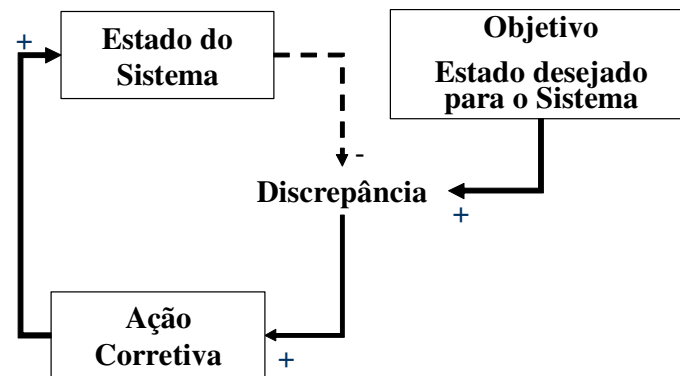 +
Estado do
Sistema
Objetivo
Estado desejado
para o Sistema
-
Discrepância
+
Ação
Corretiva
+